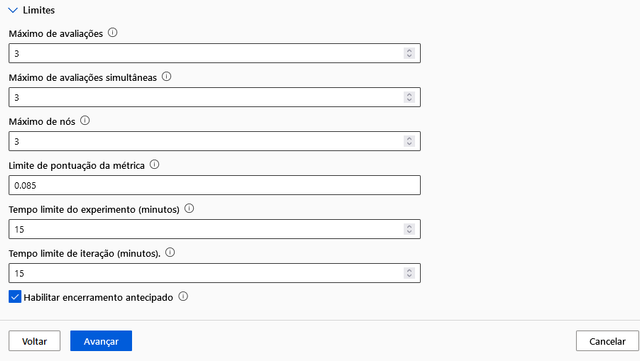 Limites
Máximo de avaliações
3
Máximo de avaliações simultâneas
3
Máximo de nós
3
Limite de pontuação da métrica
0.085
Tempo limite do experimento (minutos)
15
Tempo limite de iteração (minutos).
15
Habilitar encerramento antecipado
Voltar Avançar Cancelar